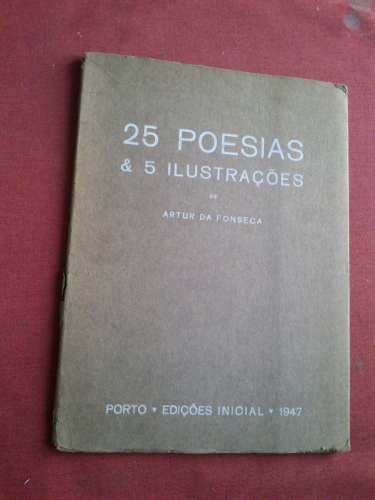 25 POESIAS
& 5 ILUSTRAÇÕES
DE
ARTUR DA FONSECA
PORTO • EDIÇÕES INICIAL • 1947